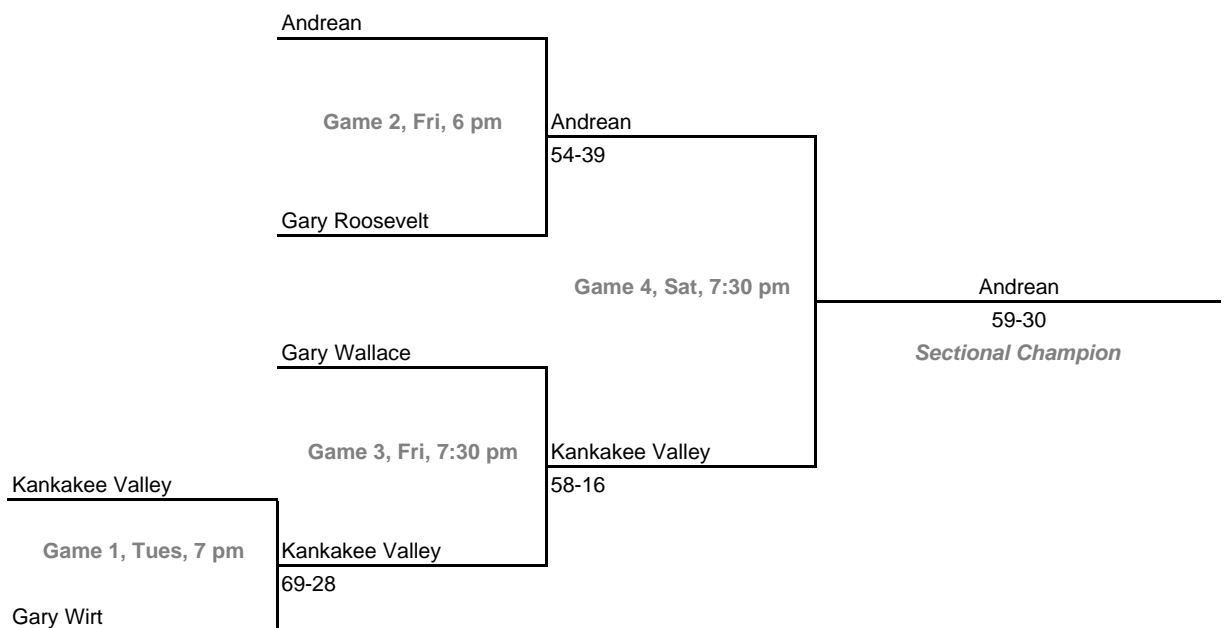 Andrean
Game 2, Fri, 6 pm
Andrean
54-39
Gary Roosevelt
Game 4, Sat, 7:30 pm
Andrean
59-30
Sectional Champion
Gary Wallace
Game 3, Fri, 7:30 pm
Kankakee Valley
58-16
Kankakee Valley
Game 1, Tues, 7 pm
Kankakee Valley
69-28
Gary Wirt